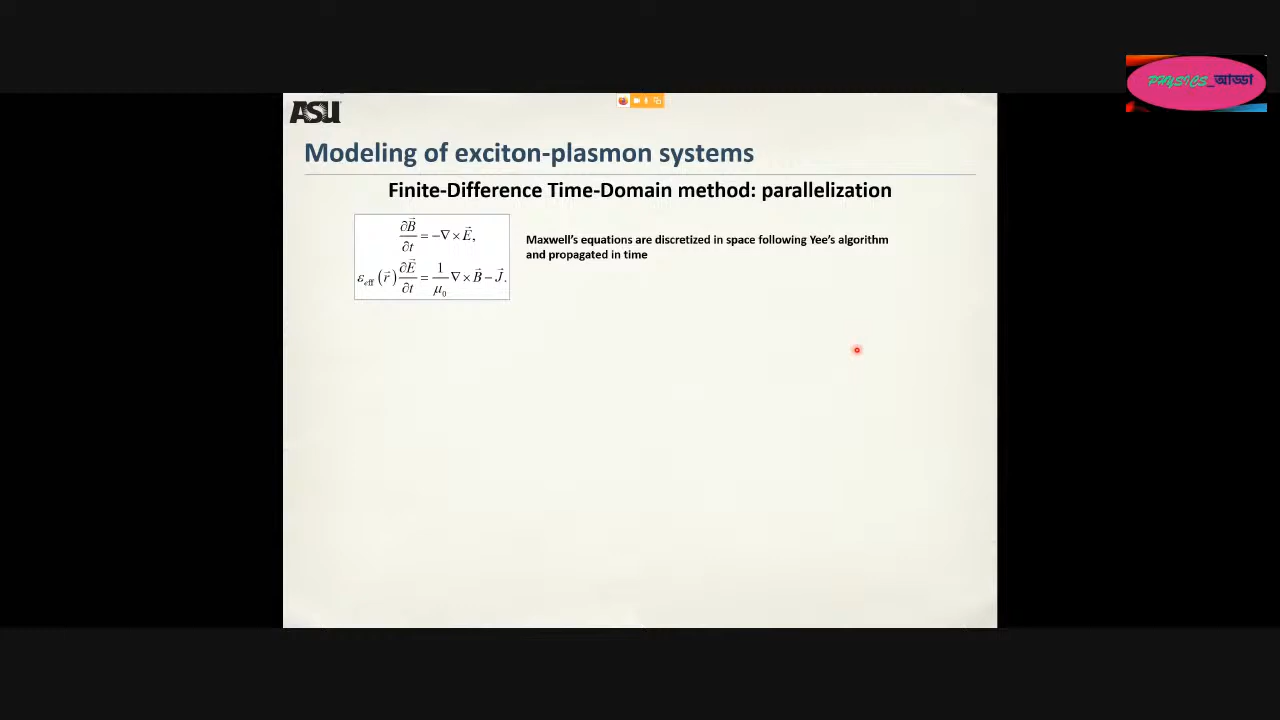 PHYSICS_আড্ডা
ASU
Modeling of exciton-plasmon systems
Finite-Difference Time-Domain method: parallelization
∂B⃗/∂t = −∇ × E⃗,
ε_eff (r⃗) ∂E⃗/∂t = 1/μ₀ ∇ × B⃗ − J⃗.
Maxwell's equations are discretized in space following Yee's algorithm
and propagated in time